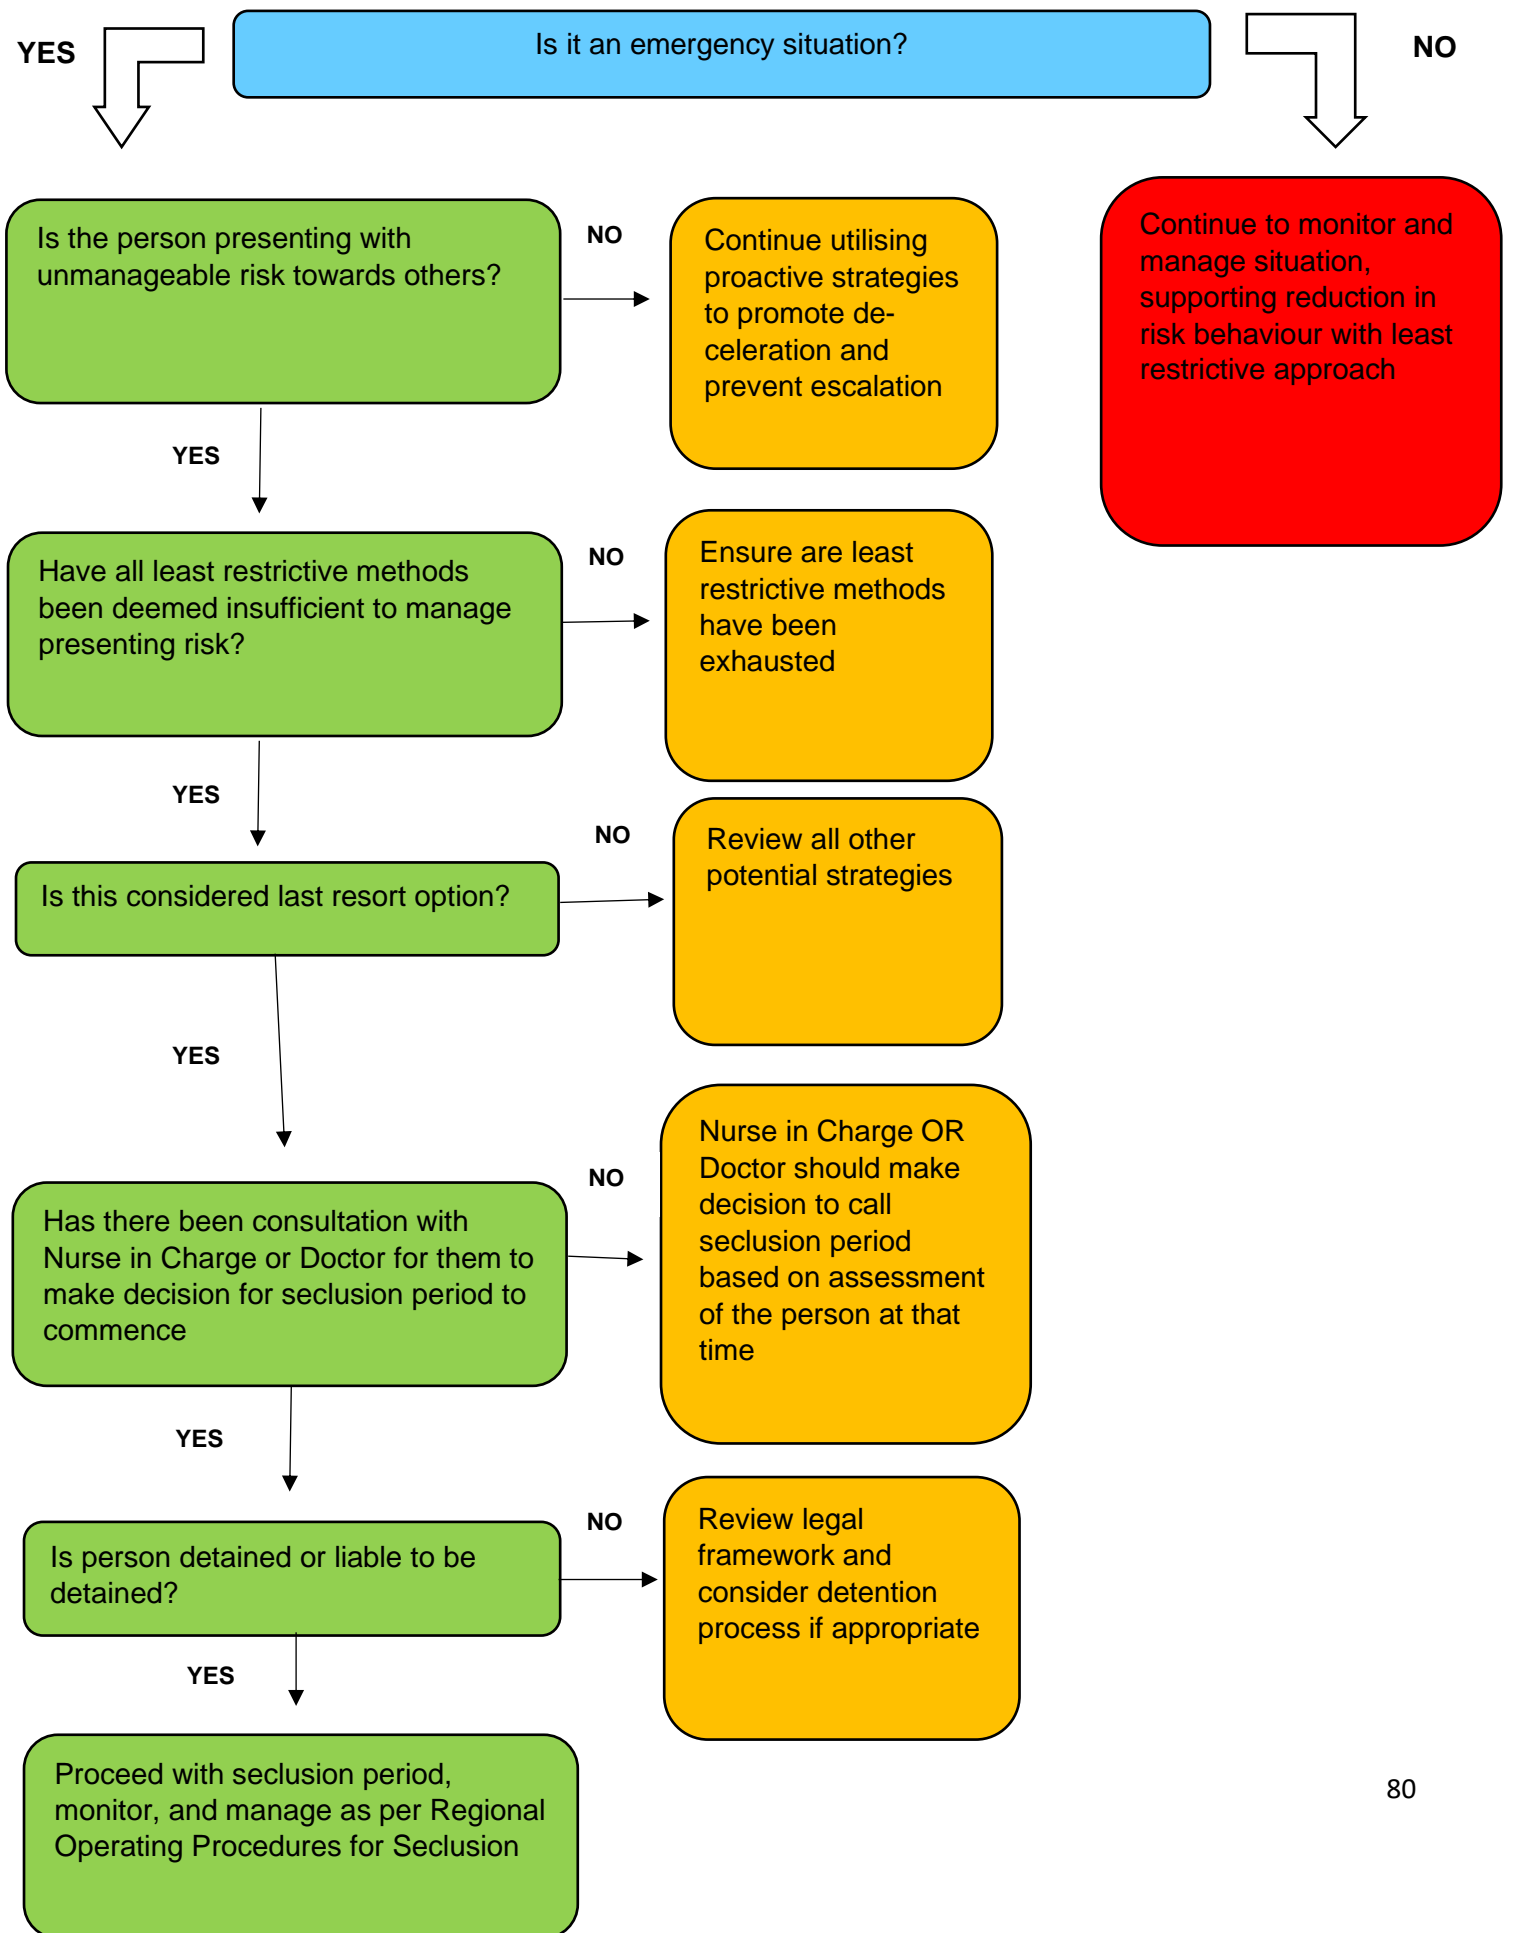 Is it an emergency situation?
YES
NO
Is the person presenting with
unmanageable risk towards others?
NO
Continue utilising
proactive strategies
to promote de-
celeration and
prevent escalation
Continue to monitor and
manage situation,
supporting reduction in
risk behaviour with least
restrictive approach
YES
Have all least restrictive methods
been deemed insufficient to manage
presenting risk?
NO
Ensure are least
restrictive methods
have been
exhausted
YES
Is this considered last resort option?
NO
Review all other
potential strategies
YES
Has there been consultation with
Nurse in Charge or Doctor for them to
make decision for seclusion period to
commence
NO
Nurse in Charge OR
Doctor should make
decision to call
seclusion period
based on assessment
of the person at that
time
YES
Is person detained or liable to be
detained?
NO
Review legal
framework and
consider detention
process if appropriate
YES
Proceed with seclusion period,
monitor, and manage as per Regional
Operating Procedures for Seclusion
80